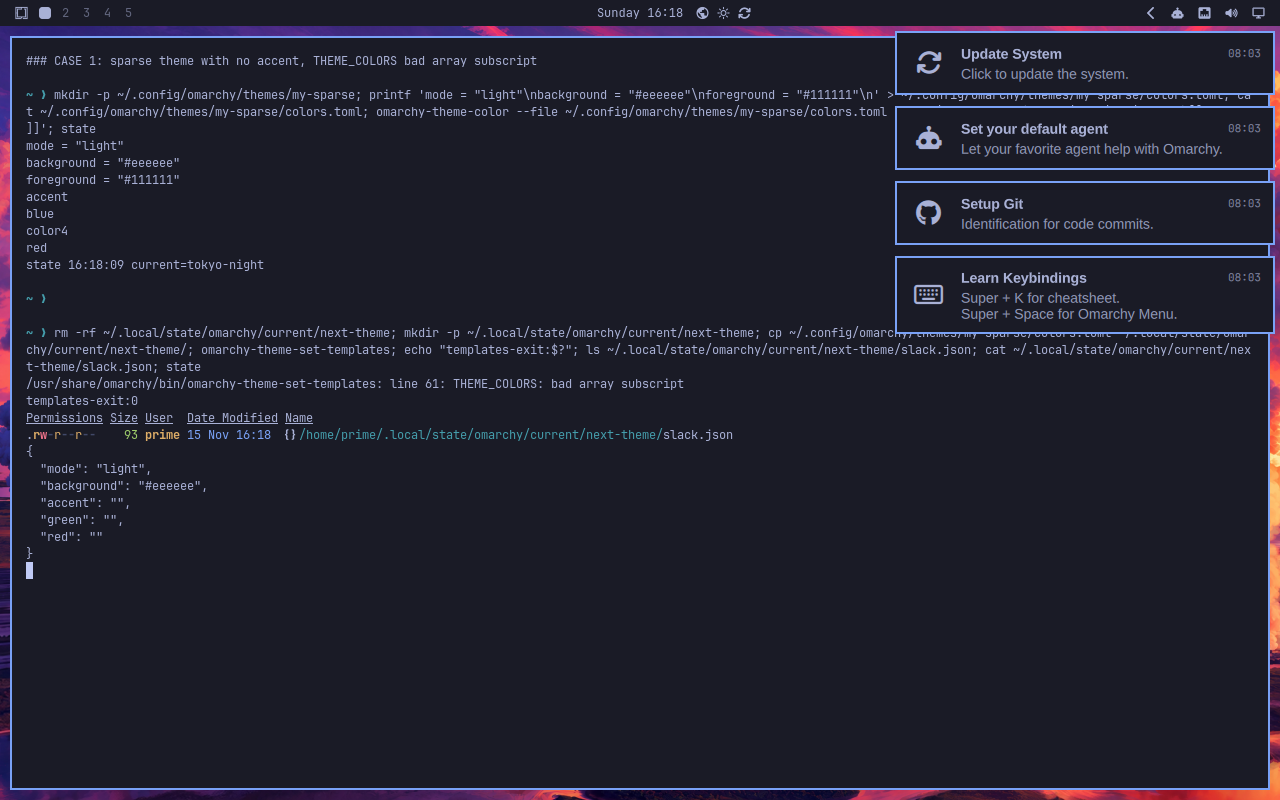 2 3 4 5
Sunday 16:18
### CASE 1: sparse theme with no accent, THEME_COLORS bad array subscript
~ ❯ mkdir -p ~/.config/omarchy/themes/my-sparse; printf 'mode = "light"\nbackground = "#eeeeee"\nforeground = "#111111"\n' > ~/.config/omarchy/themes/my-sparse/colors.toml; ca
t ~/.config/omarchy/themes/my-sparse/colors.toml; omarchy-theme-color --file ~/.config/omarchy/themes/my-sparse/colors.toml
]]'; state
mode = "light"
background = "#eeeeee"
foreground = "#111111"
accent
blue
color4
red
state 16:18:09 current=tokyo-night
~ ❯
~ ❯ rm -rf ~/.local/state/omarchy/current/next-theme; mkdir -p ~/.local/state/omarchy/current/next-theme; cp ~/.config/omarchy/themes/my-sparse/colors.toml ~/.local/state/omar
chy/current/next-theme/; omarchy-theme-set-templates; echo "templates-exit:$?"; ls ~/.local/state/omarchy/current/next-theme/slack.json; cat ~/.local/state/omarchy/current/nex
t-theme/slack.json; state
/usr/share/omarchy/bin/omarchy-theme-set-templates: line 61: THEME_COLORS: bad array subscript
templates-exit:0
Permissions Size User Date Modified Name
.rw-r--r-- 93 prime 15 Nov 16:18 {} /home/prime/.local/state/omarchy/current/next-theme/slack.json
{
"mode": "light",
"background": "#eeeeee",
"accent": "",
"green": "",
"red": ""
}
Update System 08:03
Click to update the system.
Set your default agent 08:03
Let your favorite agent help with Omarchy.
Setup Git 08:03
Identification for code commits.
Learn Keybindings 08:03
Super + K for cheatsheet.
Super + Space for Omarchy Menu.